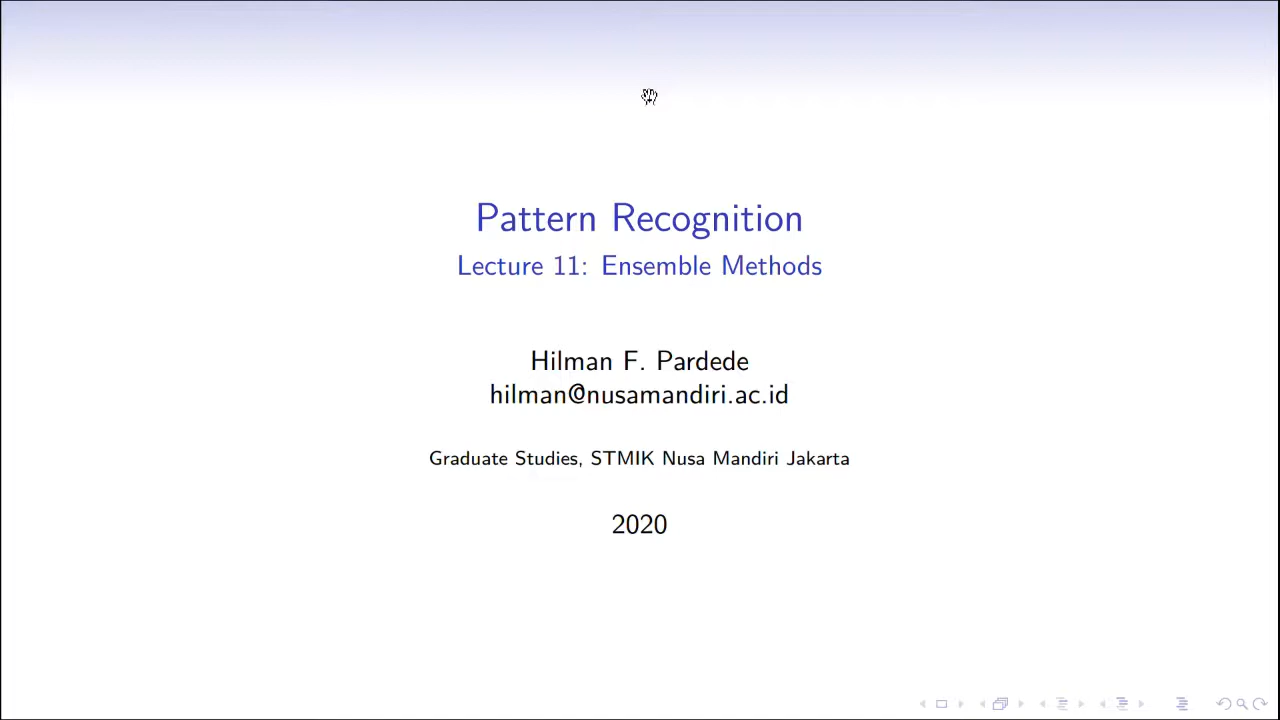 Pattern Recognition
Lecture 11: Ensemble Methods
Hilman F. Pardede
hilman@nusamandiri.ac.id
Graduate Studies, STMIK Nusa Mandiri Jakarta
2020